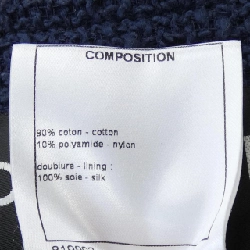 COMPOSITION
90% coton - cotton
10% polyamide - nylon
doublure - lining :
100% soie - silk